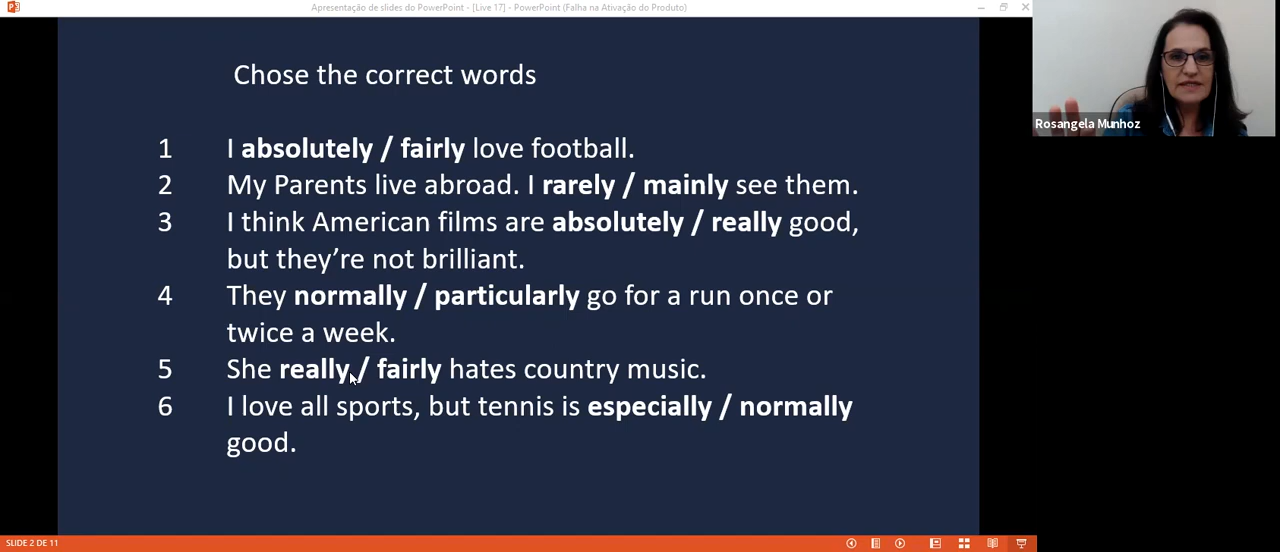 Apresentação de slides do PowerPoint - [Live 17] - PowerPoint (Falha na Ativação do Produto)
Rosangela Munhoz
Chose the correct words
1 I absolutely / fairly love football.
2 My Parents live abroad. I rarely / mainly see them.
3 I think American films are absolutely / really good,
but they're not brilliant.
4 They normally / particularly go for a run once or
twice a week.
5 She really / fairly hates country music.
6 I love all sports, but tennis is especially / normally
good.
SLIDE 2 DE 11